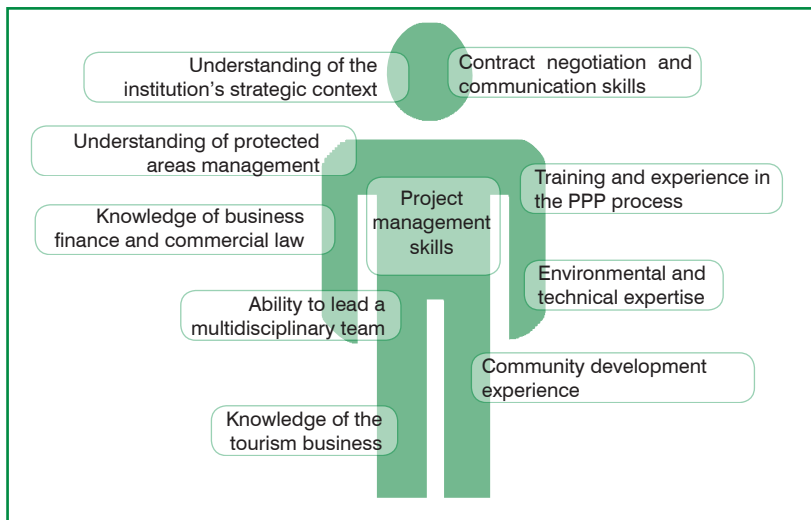 Understanding of the
institution's strategic context
Contract negotiation and
communication skills
Understanding of protected
areas management
Training and experience in
the PPP process
Project
management
skills
Knowledge of business
finance and commercial law
Environmental and
technical expertise
Ability to lead a
multidisciplinary team
Community development
experience
Knowledge of the
tourism business